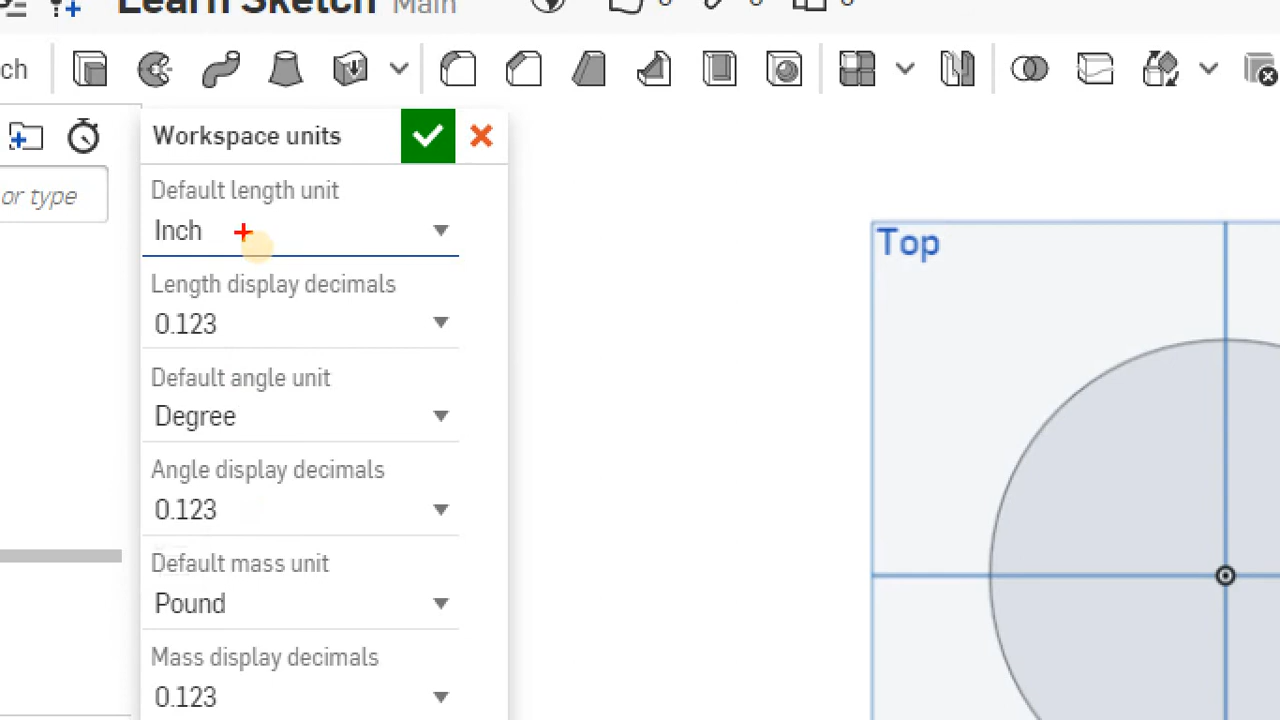 Learn Sketch Main
ch
Workspace units
or type
Default length unit
Inch
Top
Length display decimals
0.123
Default angle unit
Degree
Angle display decimals
0.123
Default mass unit
Pound
Mass display decimals
0.123